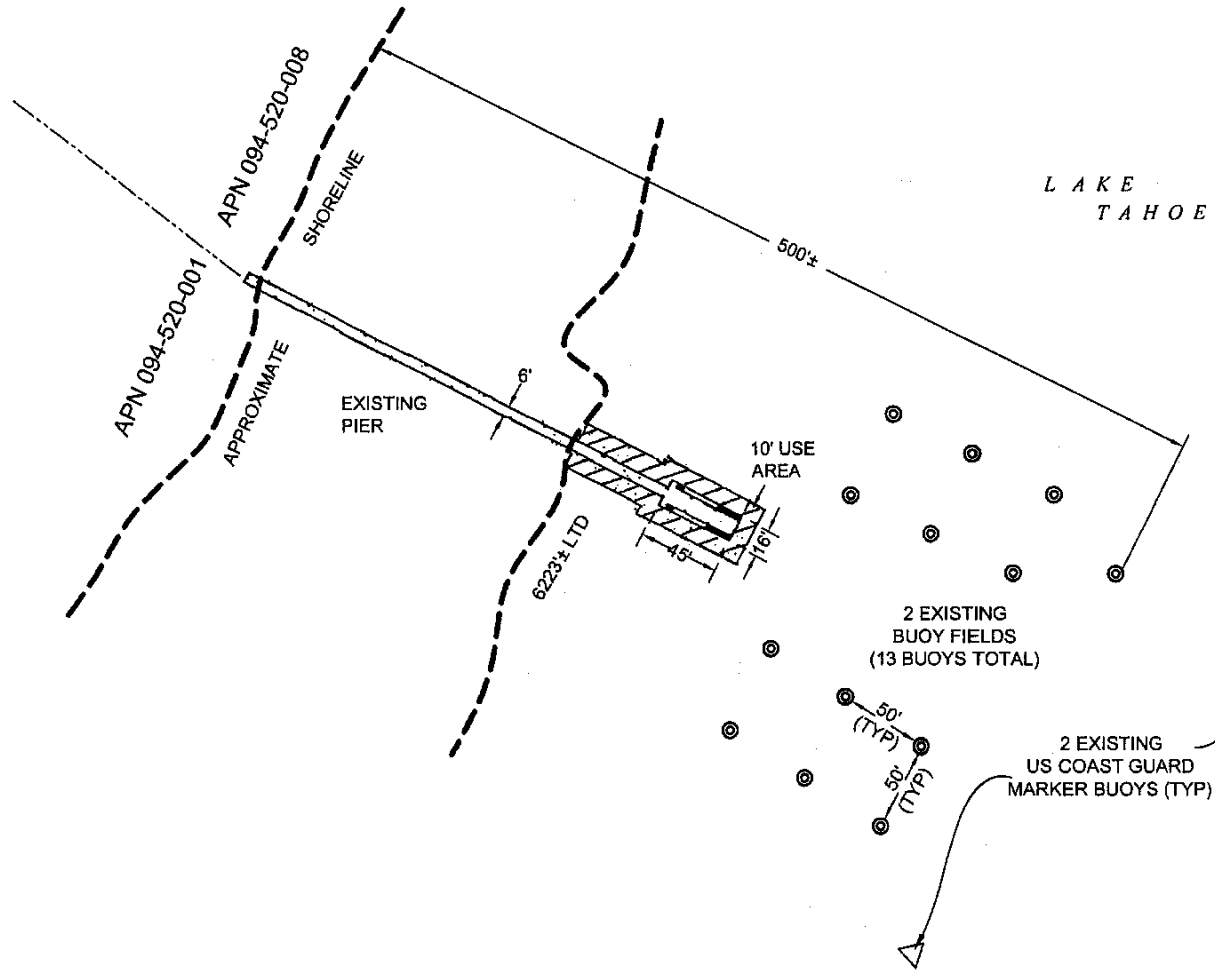 APN 094-520-008
SHORELINE
LAKE
TAHOE
500'±
APN 094-520-001
APPROXIMATE
EXISTING
PIER
6'
10' USE
AREA
16'
45'
6223'± LTD
2 EXISTING
BUOY FIELDS
(13 BUOYS TOTAL)
50'
(TYP)
50'
(TYP)
2 EXISTING
US COAST GUARD
MARKER BUOYS (TYP)